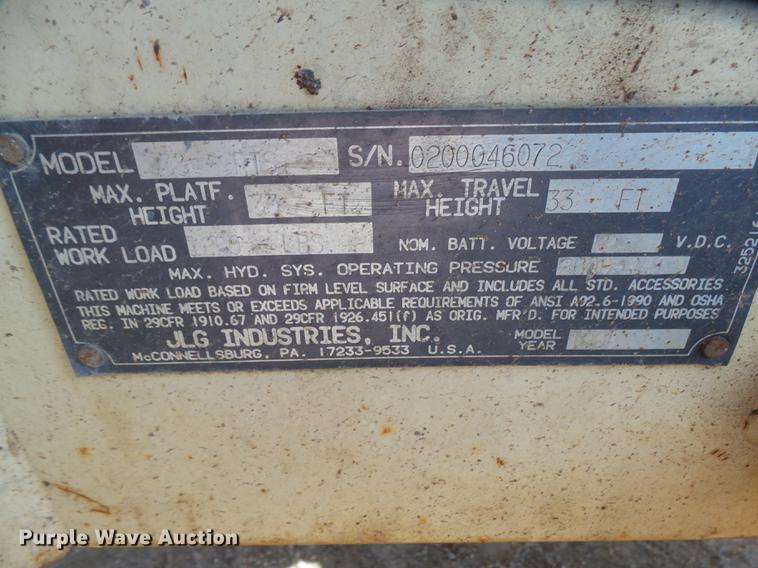 MODEL S/N. 0200046072
MAX. PLATF. HEIGHT FT. MAX. TRAVEL HEIGHT 33 - FT.
RATED WORK LOAD LBS NOM. BATT. VOLTAGE V.D.C.
MAX. HYD. SYS. OPERATING PRESSURE
RATED WORK LOAD BASED ON FIRM LEVEL SURFACE AND INCLUDES ALL STD. ACCESSORIES
THIS MACHINE MEETS OR EXCEEDS APPLICABLE REQUIREMENTS OF ANSI A92.6-1990 AND OSHA
REG. IN 29CFR 1910.67 AND 29CFR 1926.451(f) AS ORIG. MFR'D. FOR INTENDED PURPOSES
JLG INDUSTRIES, INC. MODEL YEAR
McCONNELLSBURG, PA. 17233-9533 U.S.A.
325216
Purple Wave Auction